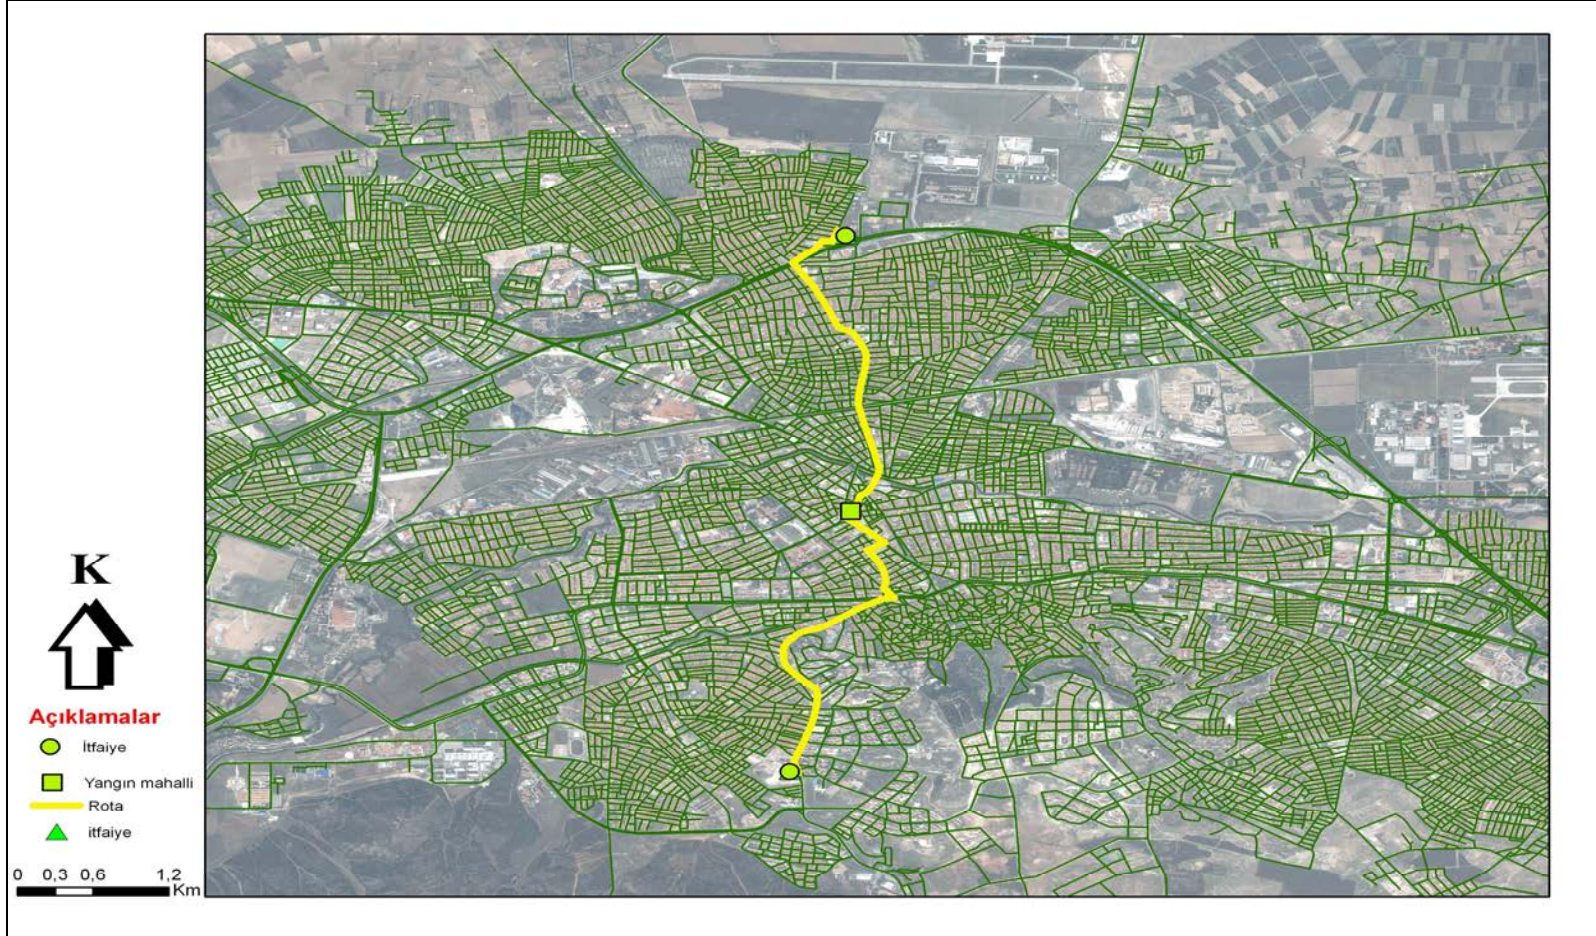 K
Açıklamalar
İtfaiye
Yangın mahalli
Rota
itfaiye
0 0,3 0,6 1,2
Km